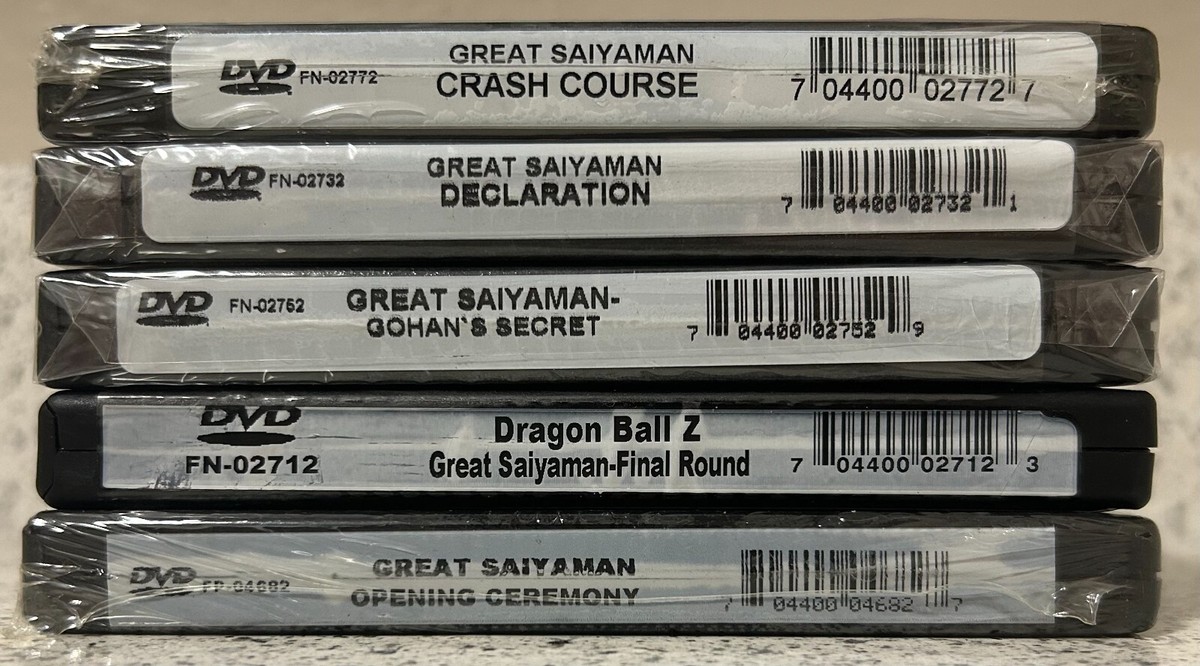 DVD FN-02772
GREAT SAIYAMAN
CRASH COURSE
7 04400 02772 7
DVD FN-02732
GREAT SAIYAMAN
DECLARATION
7 04400 02732 1
DVD FN-02752
GREAT SAIYAMAN-
GOHAN`S SECRET
7 04400 02752 9
DVD
FN-02712
Dragon Ball Z
Great Saiyaman-Final Round
7 04400 02712 3
DVD FP-04682
GREAT SAIYAMAN
OPENING CEREMONY
7 04400 04682 7